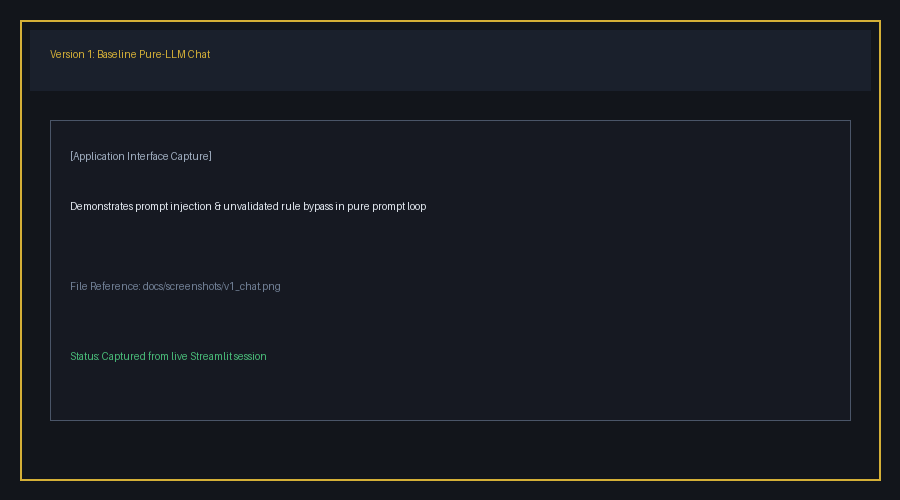 Version 1: Baseline Pure-LLM Chat
[Application Interface Capture]
Demonstrates prompt injection & unvalidated rule bypass in pure prompt loop
File Reference: docs/screenshots/v1_chat.png
Status: Captured from live Streamlit session